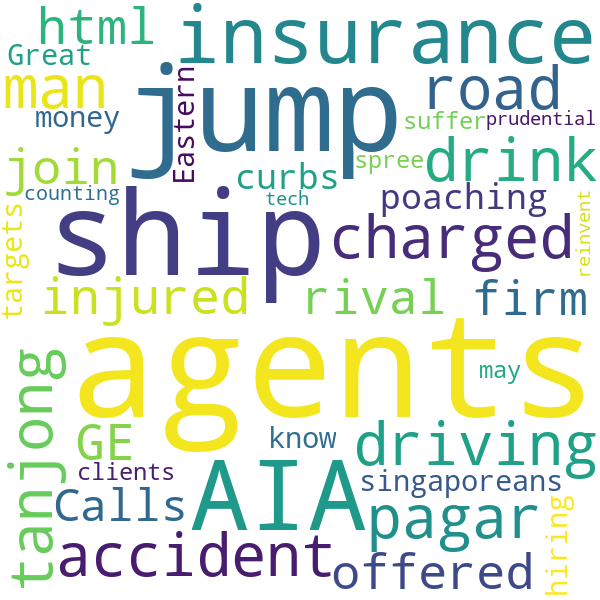 html
insurance
Great
man
jump
road
money
Eastern
suffer
prudential
join
spree
drink
counting
curbs
tech
poaching
targets
ship
charged
reinvent
injured
rival
firm
agents
may
tanjong
GE
know
driving
clients
AIA
singaporeans
Calls
pagar
hiring
accident
offered